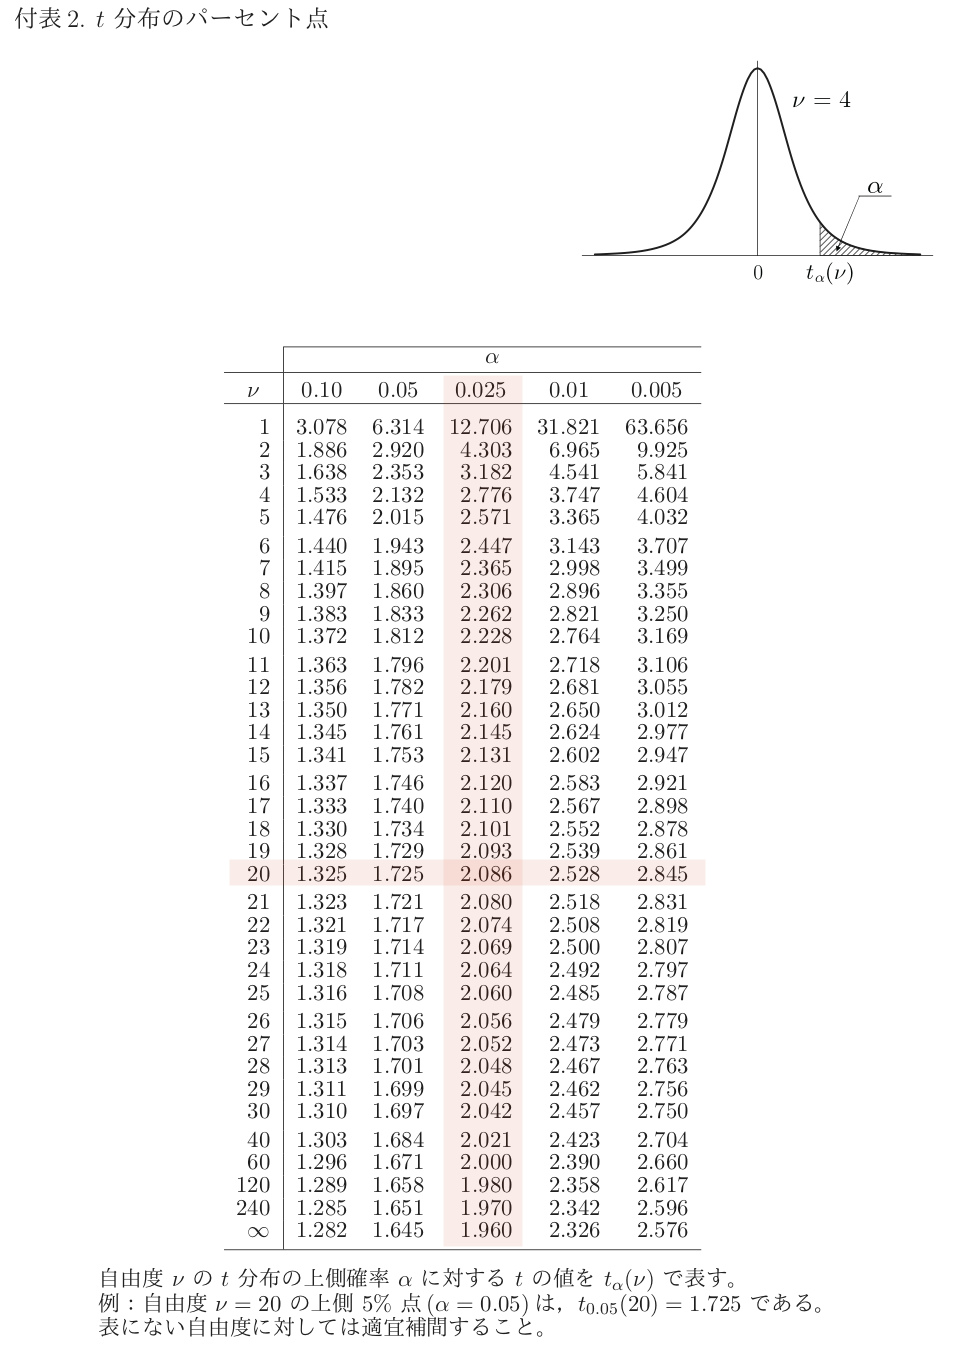 付表 2. t 分布のパーセント点
ν = 4
α
0 tα(ν)
α
ν 0.10 0.05 0.025 0.01 0.005
1 3.078 6.314 12.706 31.821 63.656
2 1.886 2.920 4.303 6.965 9.925
3 1.638 2.353 3.182 4.541 5.841
4 1.533 2.132 2.776 3.747 4.604
5 1.476 2.015 2.571 3.365 4.032
6 1.440 1.943 2.447 3.143 3.707
7 1.415 1.895 2.365 2.998 3.499
8 1.397 1.860 2.306 2.896 3.355
9 1.383 1.833 2.262 2.821 3.250
10 1.372 1.812 2.228 2.764 3.169
11 1.363 1.796 2.201 2.718 3.106
12 1.356 1.782 2.179 2.681 3.055
13 1.350 1.771 2.160 2.650 3.012
14 1.345 1.761 2.145 2.624 2.977
15 1.341 1.753 2.131 2.602 2.947
16 1.337 1.746 2.120 2.583 2.921
17 1.333 1.740 2.110 2.567 2.898
18 1.330 1.734 2.101 2.552 2.878
19 1.328 1.729 2.093 2.539 2.861
20 1.325 1.725 2.086 2.528 2.845
21 1.323 1.721 2.080 2.518 2.831
22 1.321 1.717 2.074 2.508 2.819
23 1.319 1.714 2.069 2.500 2.807
24 1.318 1.711 2.064 2.492 2.797
25 1.316 1.708 2.060 2.485 2.787
26 1.315 1.706 2.056 2.479 2.779
27 1.314 1.703 2.052 2.473 2.771
28 1.313 1.701 2.048 2.467 2.763
29 1.311 1.699 2.045 2.462 2.756
30 1.310 1.697 2.042 2.457 2.750
40 1.303 1.684 2.021 2.423 2.704
60 1.296 1.671 2.000 2.390 2.660
120 1.289 1.658 1.980 2.358 2.617
240 1.285 1.651 1.970 2.342 2.596
∞ 1.282 1.645 1.960 2.326 2.576
自由度 ν の t 分布の上側確率 α に対する t の値を tα(ν) で表す。
例：自由度 ν = 20 の上側 5% 点 (α = 0.05) は，t0.05(20) = 1.725 である。
表にない自由度に対しては適宜補間すること。